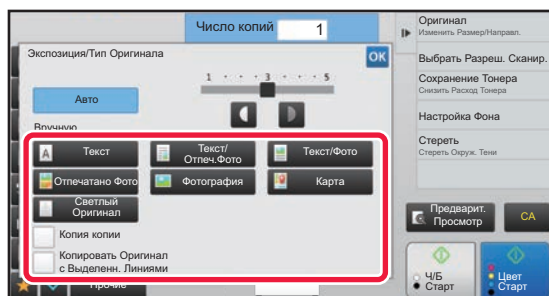 Число копий 1
Экспозиция/Тип Оригинала
OK
1 3 5
Авто
Вручную
Текст
Текст/
Отпеч.Фото
Текст/Фото
Отпечатано Фото
Фотография
Карта
Светлый
Оригинал
Копия копии
Копировать Оригинал
с Выделенн. Линиями
Прочие
Оригинал
Изменить Размер/Направл.
Выбрать Разреш. Сканир.
Сохранение Тонера
Снизить Расход Тонера
Настройка Фона
Стереть
Стереть Окруж. Тени
Предварит.
Просмотр
CA
Ч/Б
Старт
Цвет
Старт